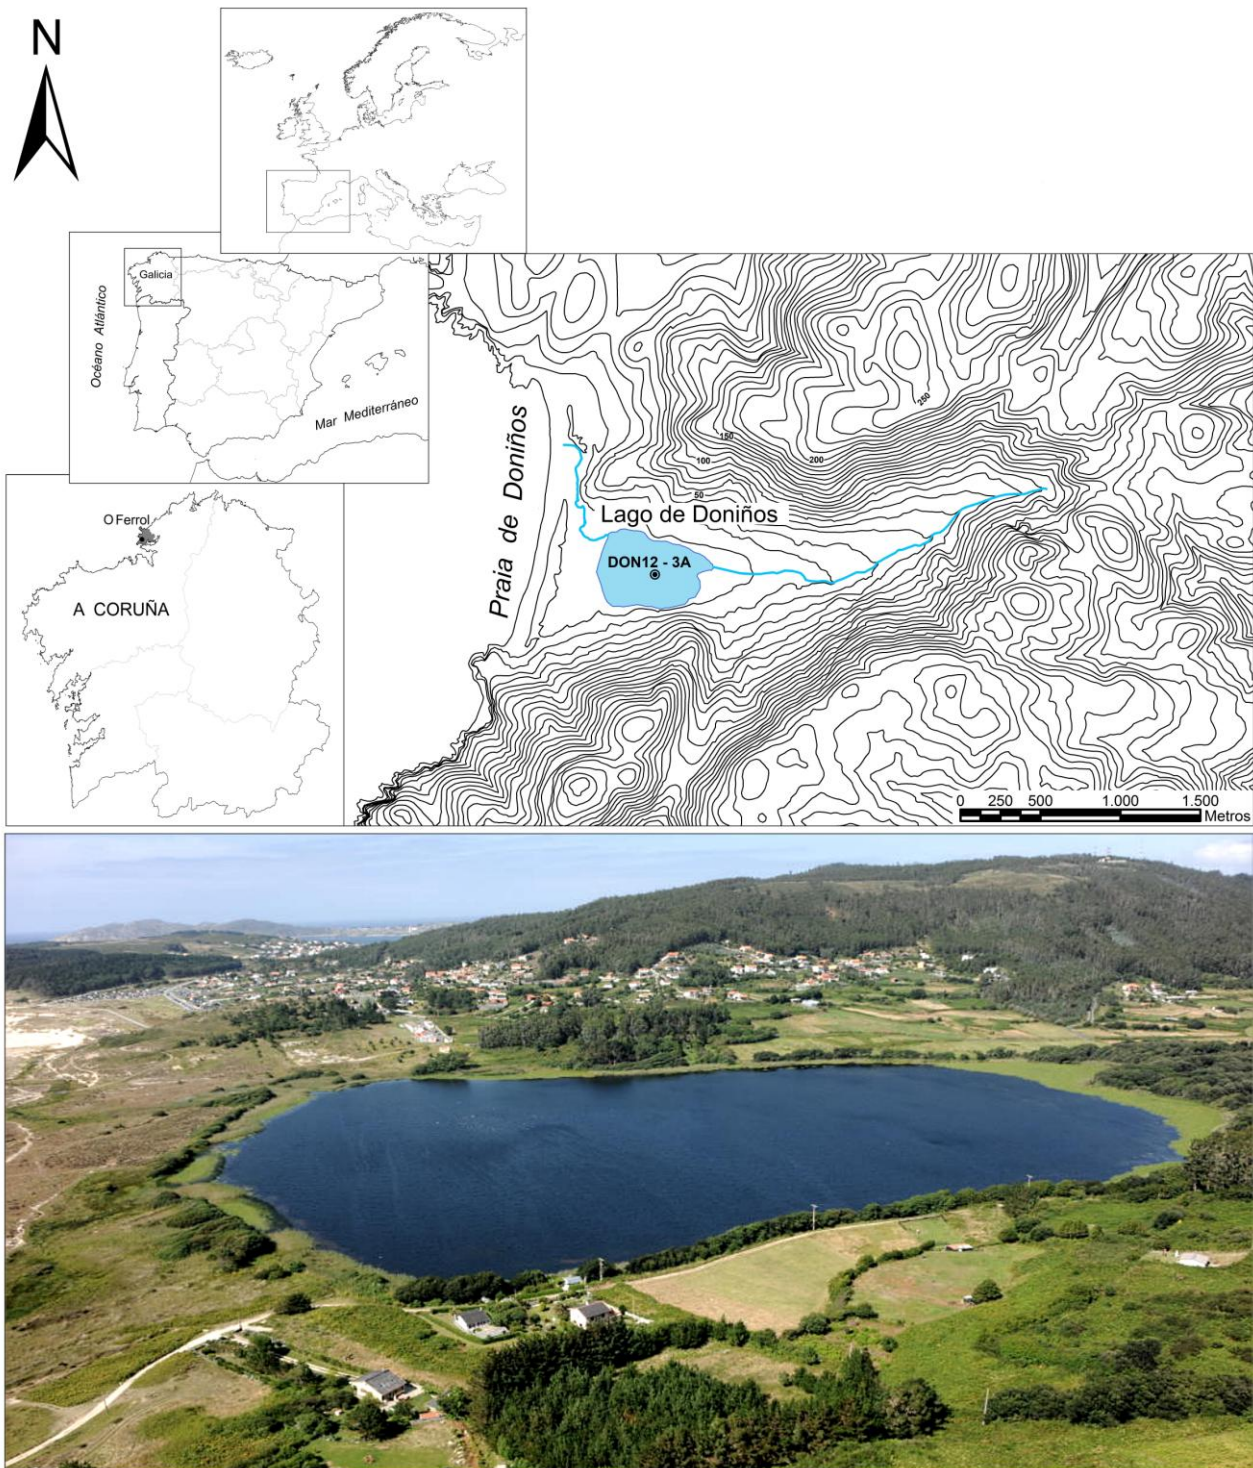 N
Galicia
Océano Atlántico
Mar Mediterráneo
O Ferrol
A CORUÑA
Praia de Doniños
250
150
200
100
50
Lago de Doniños
DON12 - 3A
0 250 500 1.000 1.500
Metros